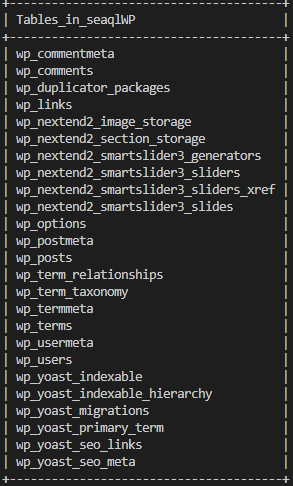 Tables_in_seaqlWP
wp_commentmeta
wp_comments
wp_duplicator_packages
wp_links
wp_nextend2_image_storage
wp_nextend2_section_storage
wp_nextend2_smartslider3_generators
wp_nextend2_smartslider3_sliders
wp_nextend2_smartslider3_sliders_xref
wp_nextend2_smartslider3_slides
wp_options
wp_postmeta
wp_posts
wp_term_relationships
wp_term_taxonomy
wp_termmeta
wp_terms
wp_usermeta
wp_users
wp_yoast_indexable
wp_yoast_indexable_hierarchy
wp_yoast_migrations
wp_yoast_primary_term
wp_yoast_seo_links
wp_yoast_seo_meta